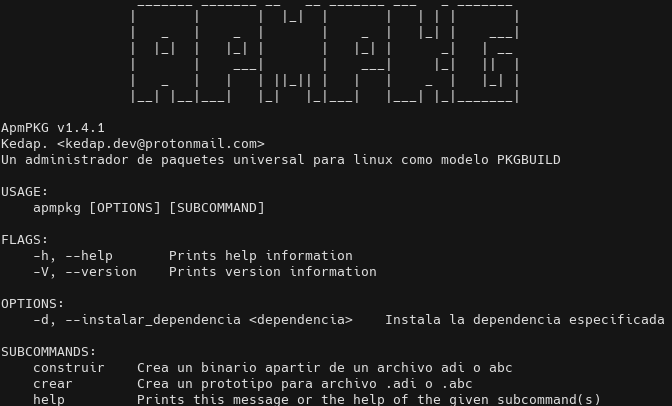 APMPKG
ApmPKG v1.4.1
Kedap. <kedap.dev@protonmail.com>
Un administrador de paquetes universal para linux como modelo PKGBUILD
USAGE:
apmpkg [OPTIONS] [SUBCOMMAND]
FLAGS:
-h, --help Prints help information
-V, --version Prints version information
OPTIONS:
-d, --instalar_dependencia <dependencia> Instala la dependencia especificada
SUBCOMMANDS:
construir Crea un binario apartir de un archivo adi o abc
crear Crea un prototipo para archivo .adi o .abc
help Prints this message or the help of the given subcommand(s)